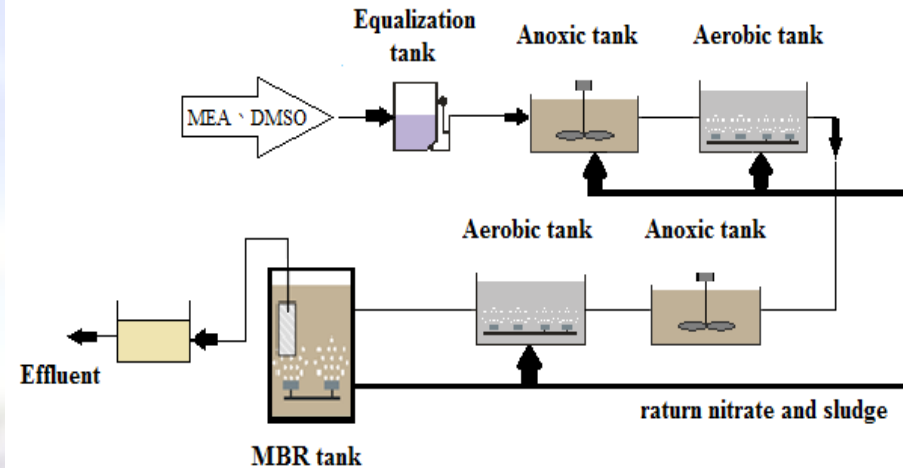 Equalization
tank
Anoxic tank
Aerobic tank
MEA、DMSO
Aerobic tank
Anoxic tank
Effluent
raturn nitrate and sludge
MBR tank